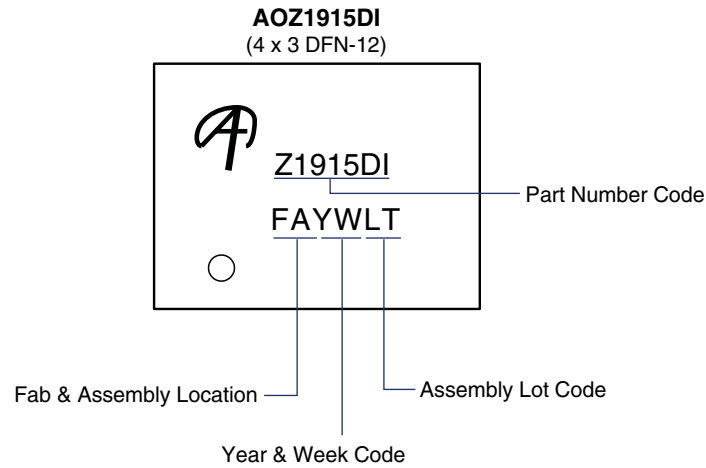 AOZ1915DI
(4 x 3 DFN-12)
Z1915DI
Part Number Code
FAYWLT
Fab & Assembly Location
Assembly Lot Code
Year & Week Code